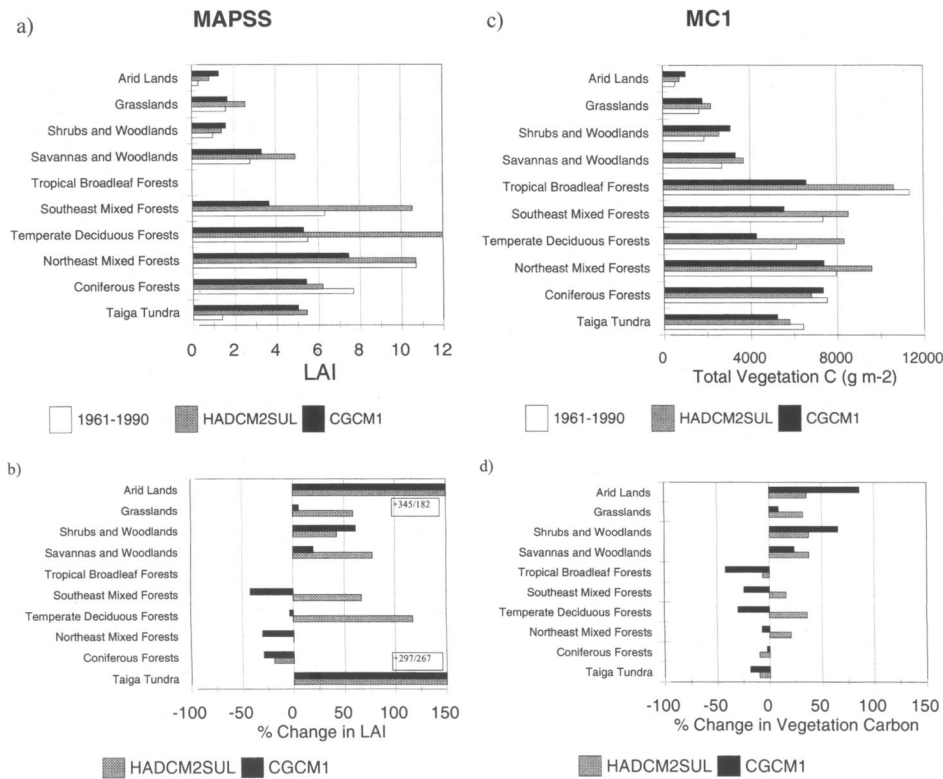 a)
MAPSS
Arid Lands
Grasslands
Shrubs and Woodlands
Savannas and Woodlands
Tropical Broadleaf Forests
Southeast Mixed Forests
Temperate Deciduous Forests
Northeast Mixed Forests
Coniferous Forests
Taiga Tundra
0 2 4 6 8 10 12
LAI
1961-1990 HADCM2SUL CGCM1
c)
MC1
Arid Lands
Grasslands
Shrubs and Woodlands
Savannas and Woodlands
Tropical Broadleaf Forests
Southeast Mixed Forests
Temperate Deciduous Forests
Northeast Mixed Forests
Coniferous Forests
Taiga Tundra
0 4000 8000 12000
Total Vegetation C (g m-2)
1961-1990 HADCM2SUL CGCM1
b)
Arid Lands
+345/182
Grasslands
Shrubs and Woodlands
Savannas and Woodlands
Tropical Broadleaf Forests
Southeast Mixed Forests
Temperate Deciduous Forests
Northeast Mixed Forests
Coniferous Forests
+297/267
Taiga Tundra
-100 -50 0 50 100 150
% Change in LAI
HADCM2SUL CGCM1
d)
Arid Lands
Grasslands
Shrubs and Woodlands
Savannas and Woodlands
Tropical Broadleaf Forests
Southeast Mixed Forests
Temperate Deciduous Forests
Northeast Mixed Forests
Coniferous Forests
Taiga Tundra
-100 -50 0 50 100 150
% Change in Vegetation Carbon
HADCM2SUL CGCM1